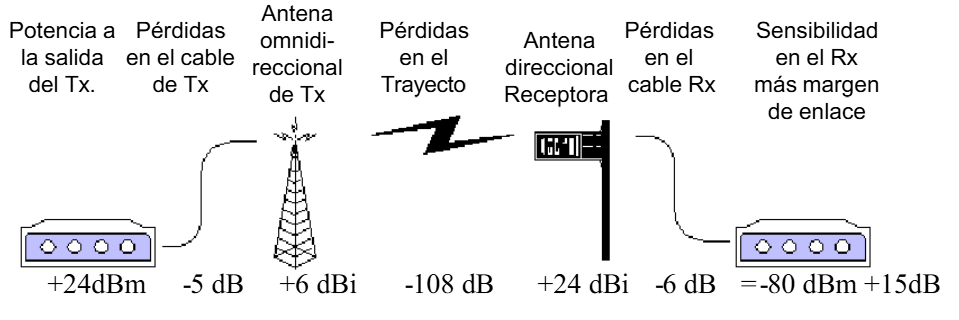 Potencia a
la salida
del Tx.
Pérdidas
en el cable
de Tx
Antena
omnidi-
reccional
de Tx
Pérdidas
en el
Trayecto
Antena
direccional
Receptora
Pérdidas
en el
cable Rx
Sensibilidad
en el Rx
más margen
de enlace
+24dBm -5 dB +6 dBi -108 dB +24 dBi -6 dB =-80 dBm +15dB